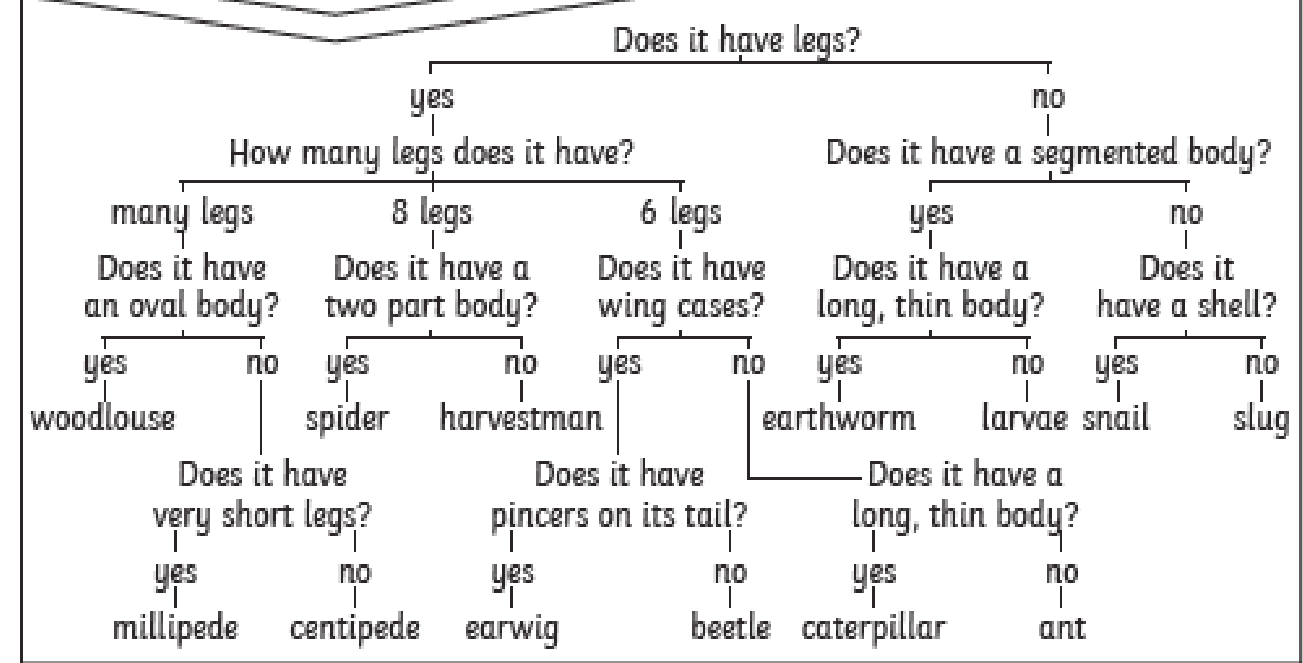 Does it have legs?
yes no
How many legs does it have? Does it have a segmented body?
many legs 8 legs 6 legs yes no
Does it have Does it have a Does it have Does it have a Does it
an oval body? two part body? wing cases? long, thin body? have a shell?
yes no yes no yes no yes no yes no
woodlouse spider harvestman earthworm larvae snail slug
Does it have Does it have Does it have a
very short legs? pincers on its tail? long, thin body?
yes no yes no yes no
millipede centipede earwig beetle caterpillar ant